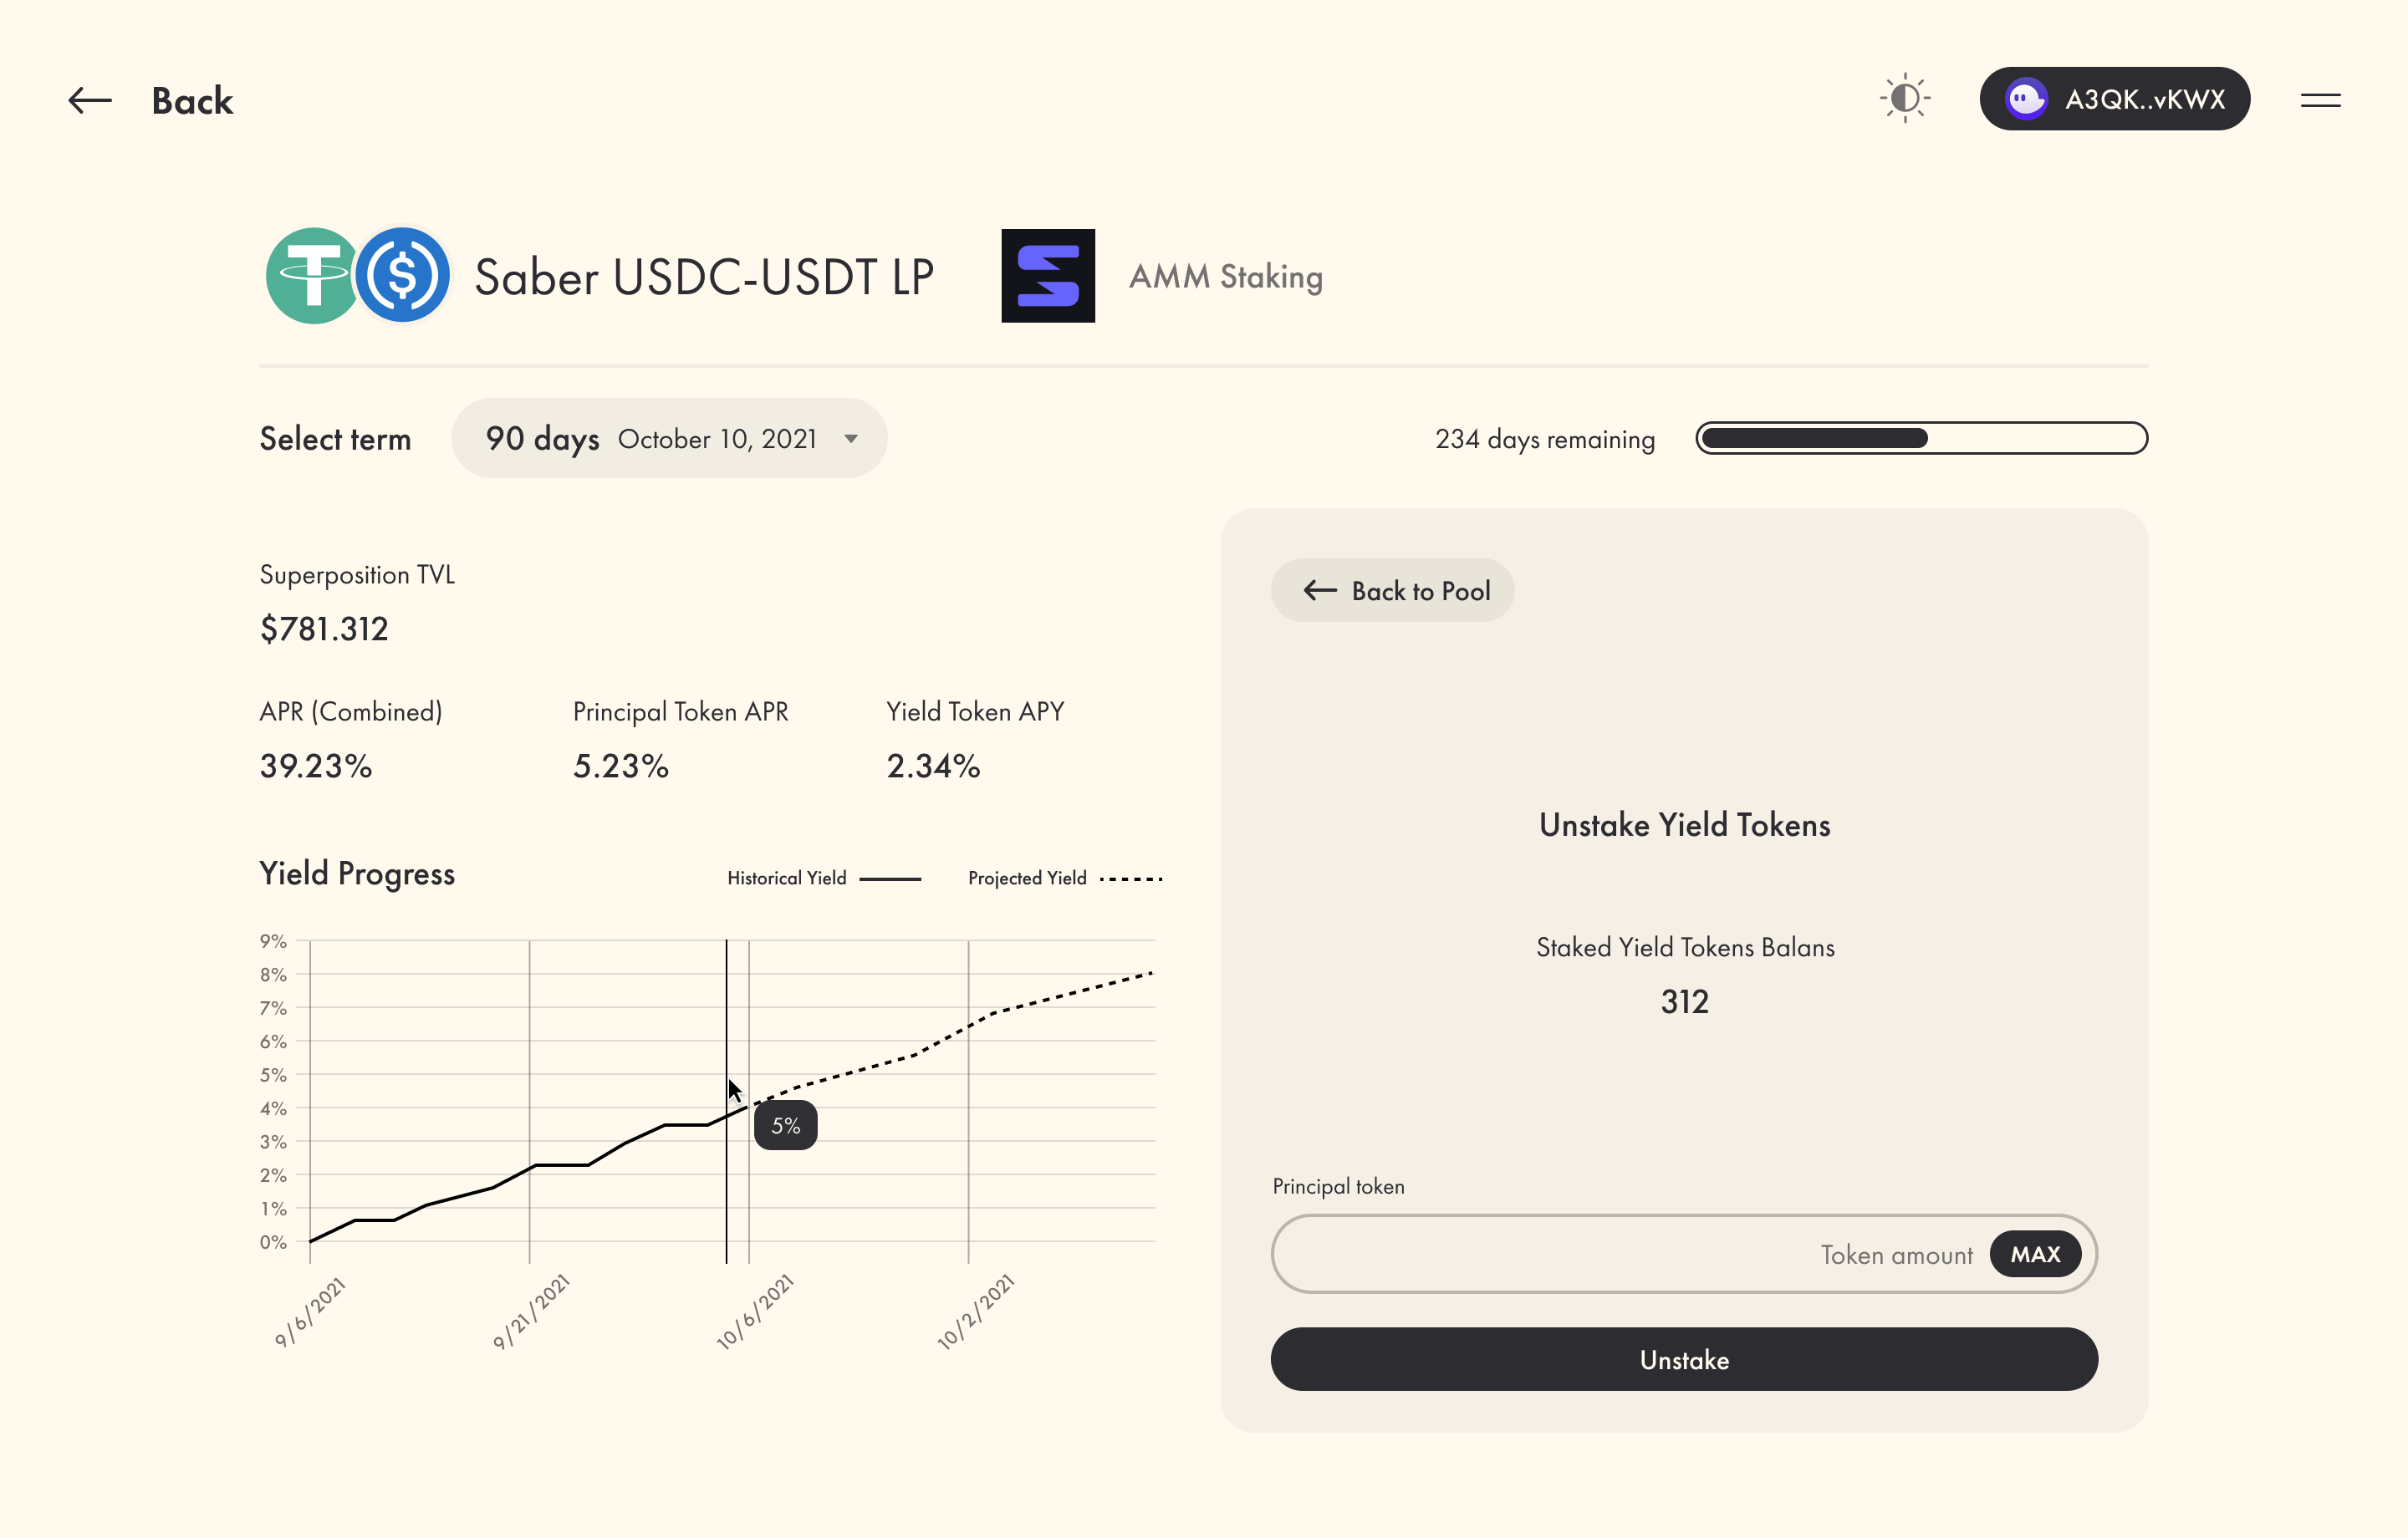 Back
A3QK..vKWX
Saber USDC-USDT LP
AMM Staking
Select term
90 days October 10, 2021
234 days remaining
Superposition TVL
$781.312
APR (Combined)
Principal Token APR
Yield Token APY
39.23%
5.23%
2.34%
Yield Progress
Historical Yield
Projected Yield
9%
8%
7%
6%
5%
4%
3%
2%
1%
0%
5%
9/6/2021
9/21/2021
10/6/2021
10/2/2021
Back to Pool
Unstake Yield Tokens
Staked Yield Tokens Balans
312
Principal token
Token amount
MAX
Unstake